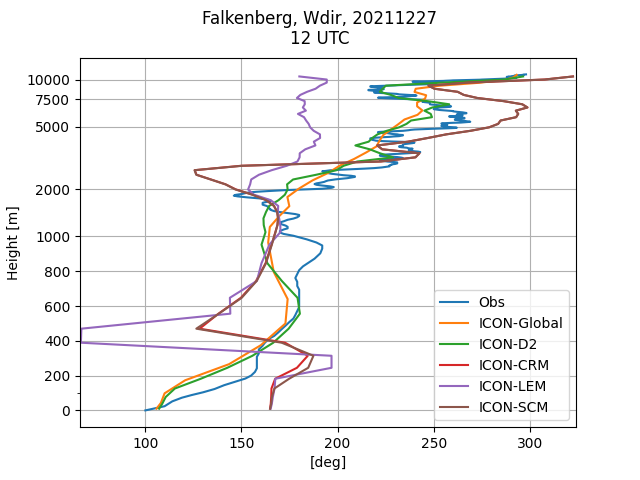 Falkenberg, Wdir, 20211227
12 UTC
10000
7500
5000
2000
1000
800
600
400
200
0
Height [m]
Obs
ICON-Global
ICON-D2
ICON-CRM
ICON-LEM
ICON-SCM
100 150 200 250 300
[deg]